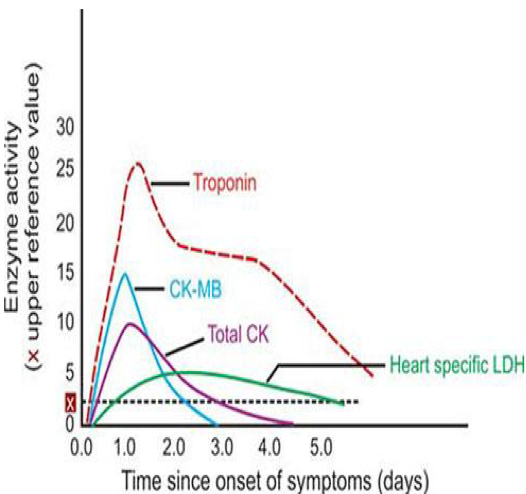 Enzyme activity
(x upper reference value)
30
25
20
15
10
5
x
0
Troponin
CK-MB
Total CK
Heart specific LDH
0.0 1.0 2.0 3.0 4.0 5.0
Time since onset of symptoms (days)